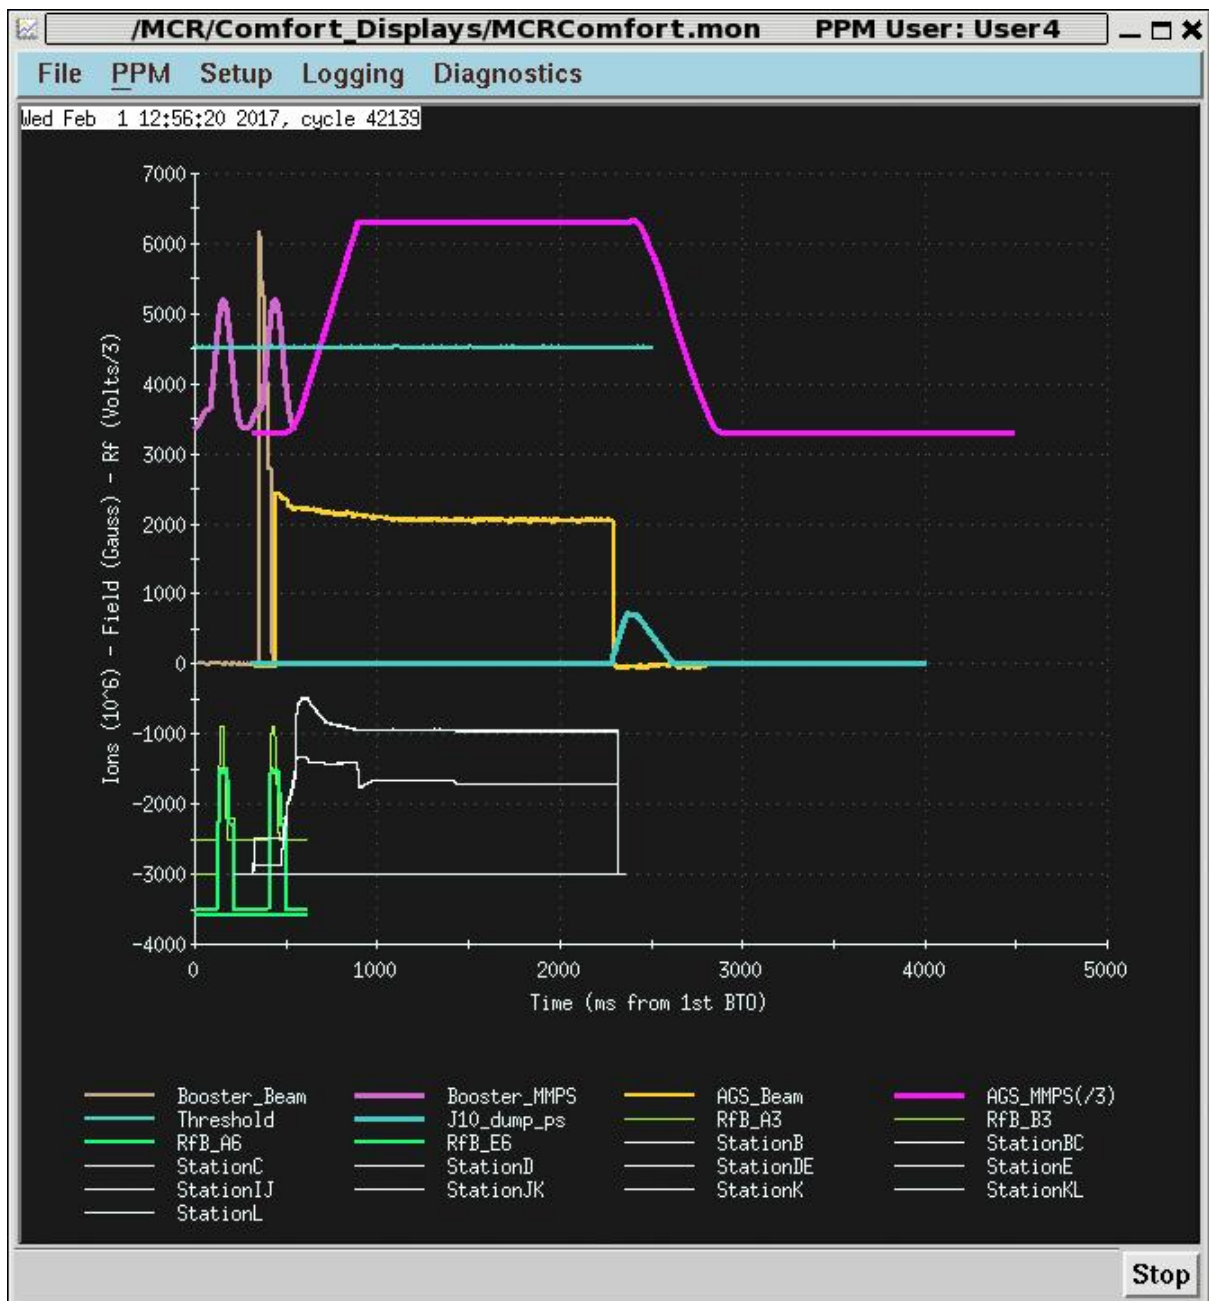 /MCR/Comfort_Displays/MCRComfort.mon PPM User: User4
File PPM Setup Logging Diagnostics
Wed Feb 1 12:56:20 2017, cycle 42139
7000
6000
5000
4000
3000
2000
1000
0
-1000
-2000
-3000
-4000
Ions (10^6) - Field (Gauss) - Rf (Volts/3)
0 1000 2000 3000 4000 5000
Time (ms from 1st BT0)
Booster_Beam Booster_MMPS AGS_Beam AGS_MMPS(/3)
Threshold J10_dump_ps RfB_A3 RfB_B3
RfB_A6 RfB_E6 StationB StationBC
StationC StationD StationDE StationE
StationIJ StationJK StationK StationKL
StationL
Stop